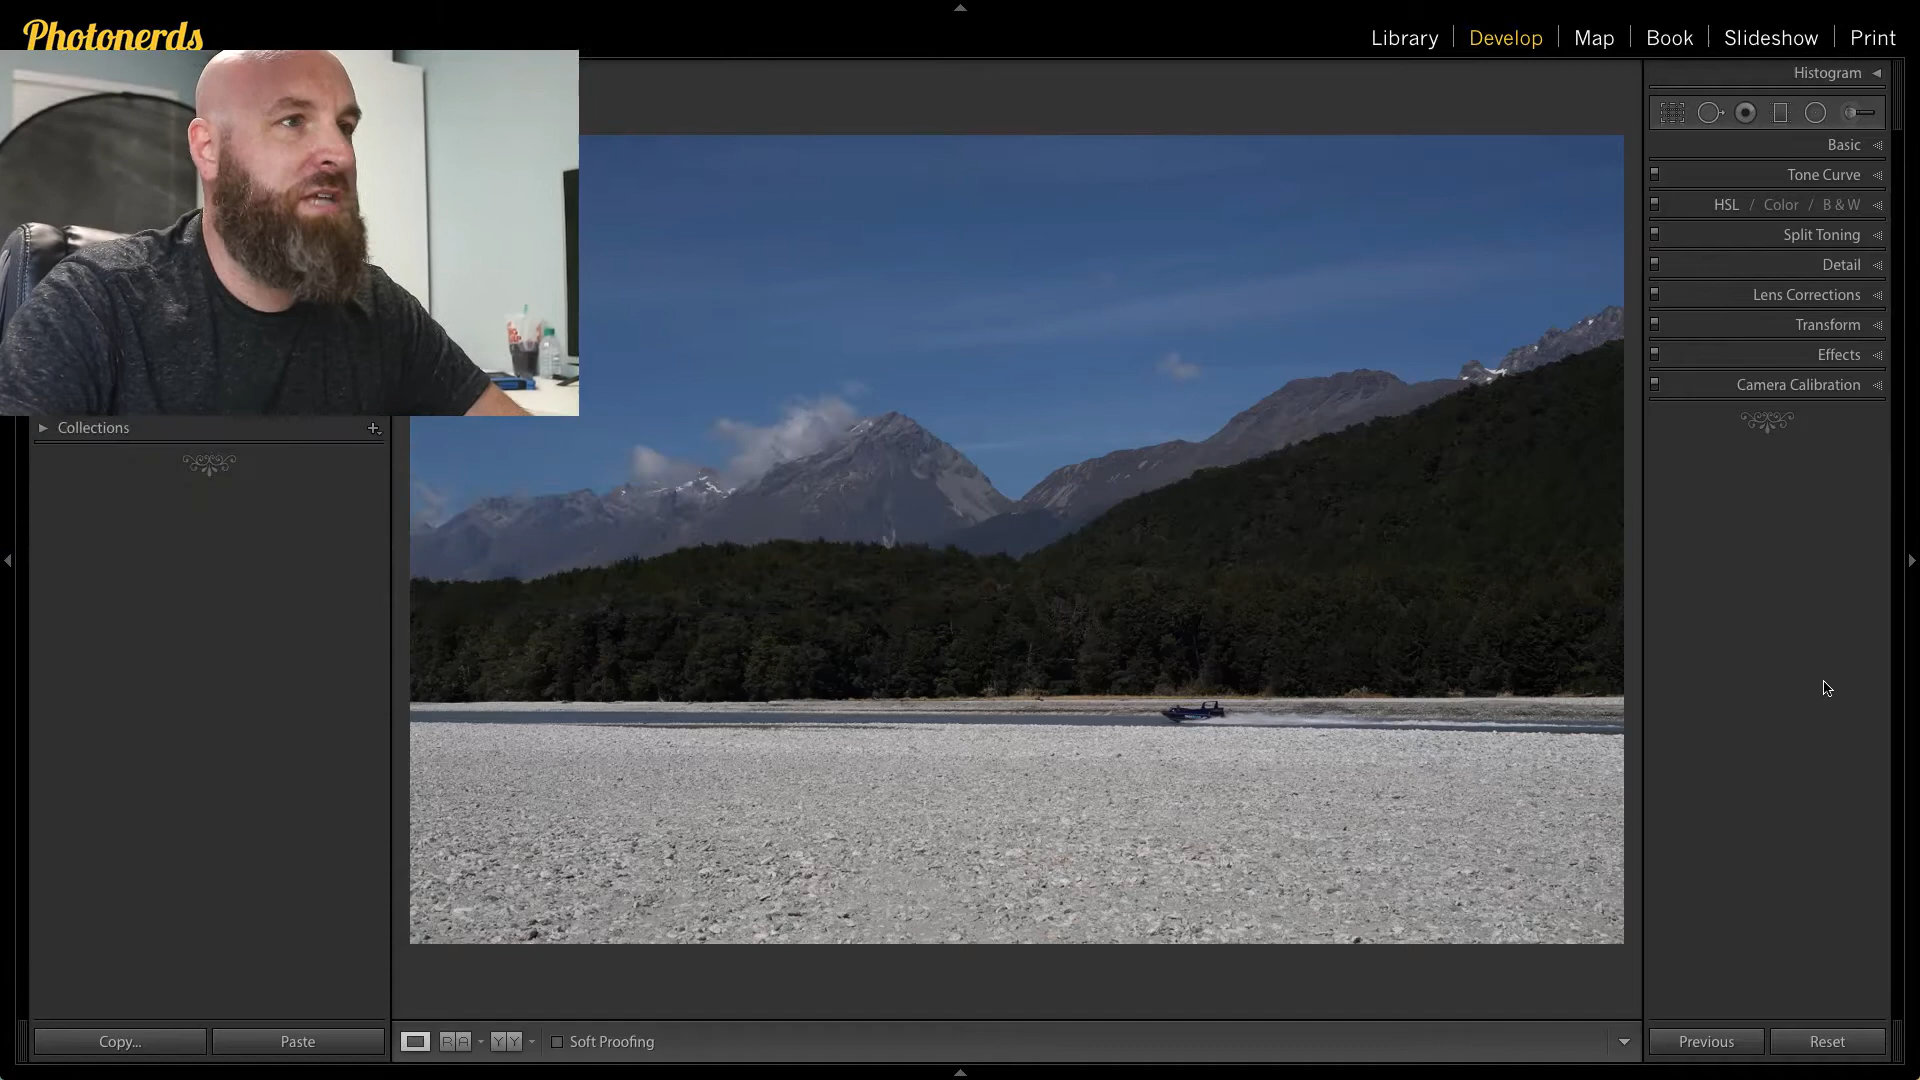 Photonerds
Library
Develop
Map
Book
Slideshow
Print
Histogram
Basic
Tone Curve
HSL / Color / B & W
Split Toning
Detail
Lens Corrections
Transform
Effects
Camera Calibration
Collections
Copy...
Paste
R A
Y Y
Soft Proofing
Previous
Reset